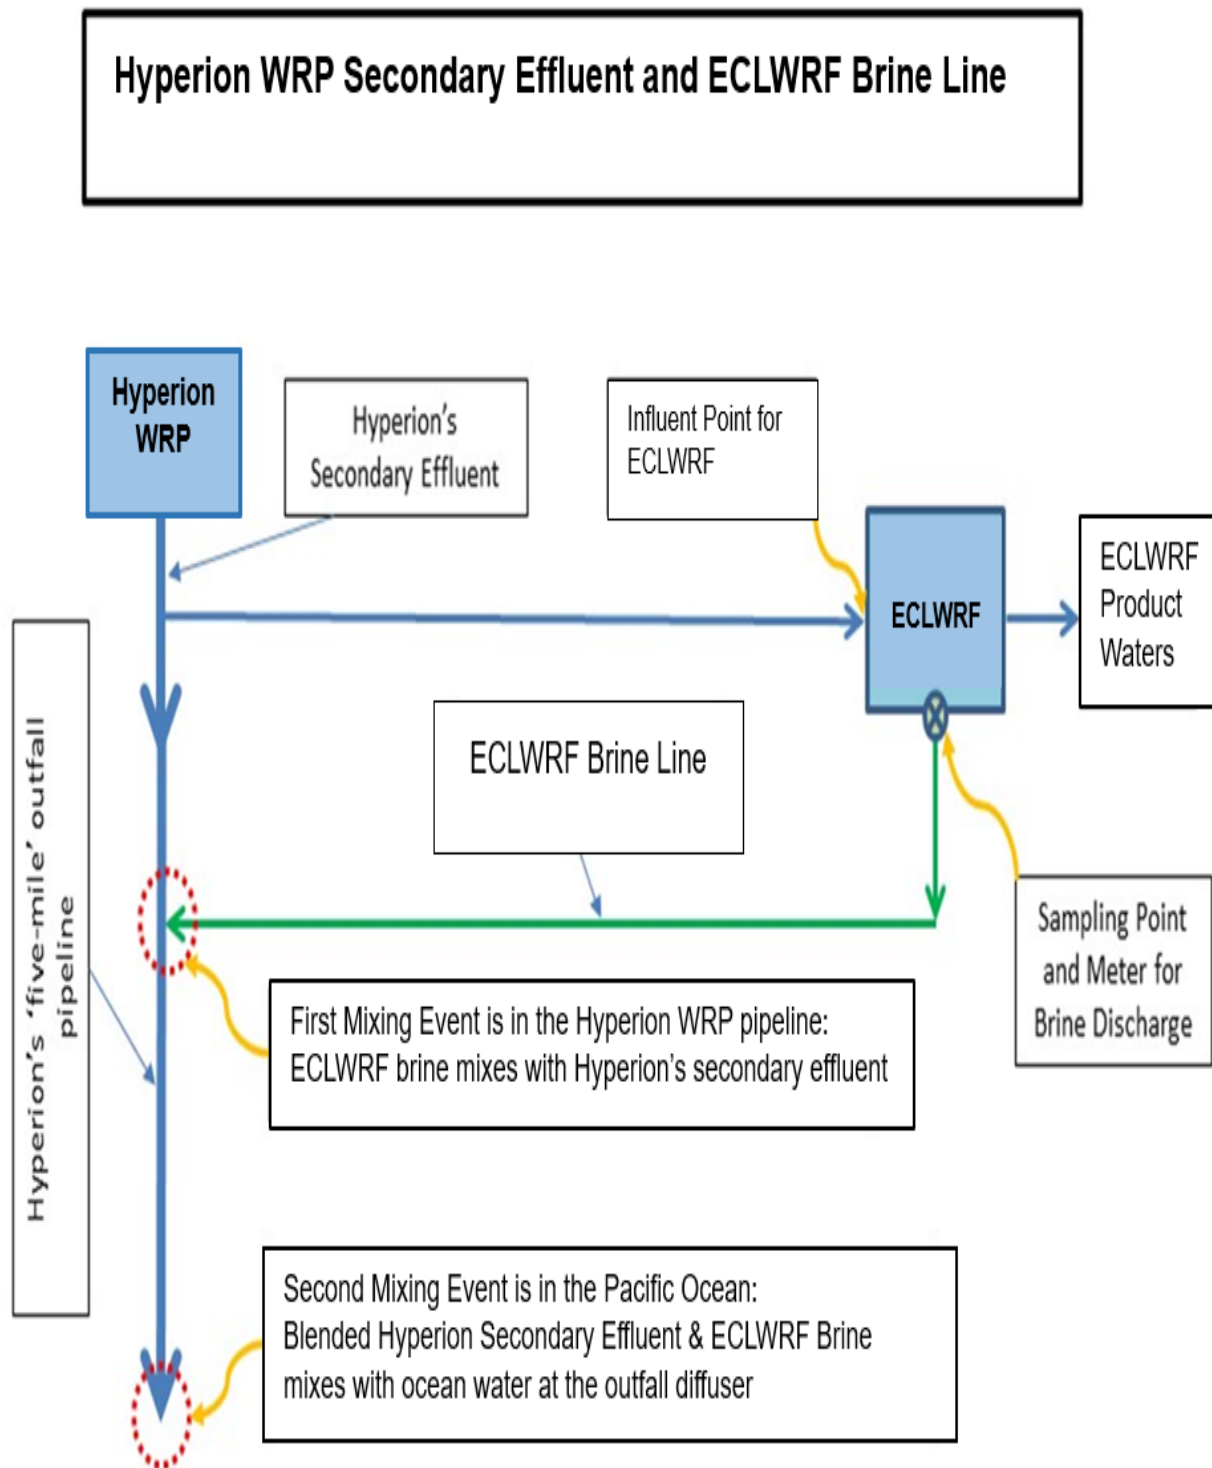 Hyperion WRP Secondary Effluent and ECLWRF Brine Line
Hyperion
WRP
Hyperion's
Secondary Effluent
Influent Point for
ECLWRF
ECLWRF
ECLWRF
Product
Waters
Hyperion's 'five-mile' outfall
pipeline
ECLWRF Brine Line
Sampling Point
and Meter for
Brine Discharge
First Mixing Event is in the Hyperion WRP pipeline:
ECLWRF brine mixes with Hyperion's secondary effluent
Second Mixing Event is in the Pacific Ocean:
Blended Hyperion Secondary Effluent & ECLWRF Brine
mixes with ocean water at the outfall diffuser